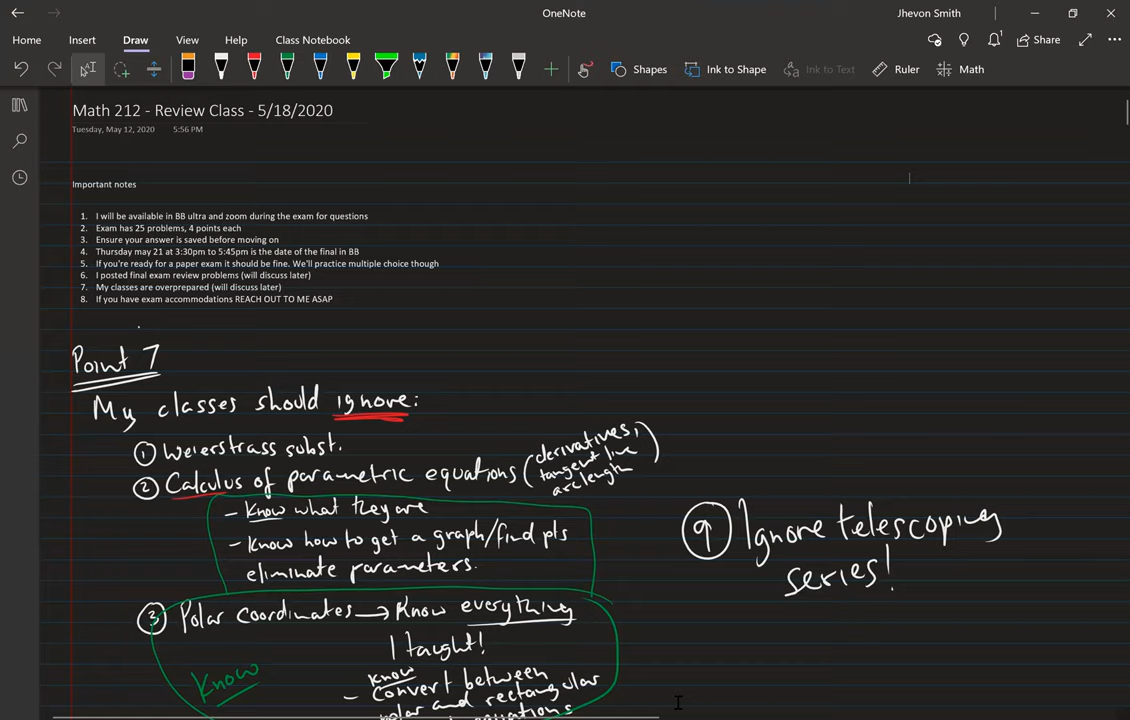 OneNote
Jhevon Smith
Home Insert Draw View Help Class Notebook
1
Share
Shapes
Ink to Shape
Ink to Text
Ruler
Math
Math 212 - Review Class - 5/18/2020
Tuesday, May 12, 2020 5:56 PM
Important notes
1. I will be available in BB ultra and zoom during the exam for questions
2. Exam has 25 problems, 4 points each
3. Ensure your answer is saved before moving on
4. Thursday may 21 at 3:30pm to 5:45pm is the date of the final in BB
5. If you're ready for a paper exam it should be fine. We'll practice multiple choice though
6. I posted final exam review problems (will discuss later)
7. My classes are overprepared (will discuss later)
8. If you have exam accommodations REACH OUT TO ME ASAP
Point 7
My classes should ignore:
① Weierstrass subst.
② Calculus of parametric equations (derivatives, tangent line arc length)
- Know what they are
- Know how to get a graph/find pts
eliminate parameters.
⑨ Ignore telescoping
series!
③ Polar coordinates → Know everything
I taught!
Know
know
- convert between
polar and rectangular
equations